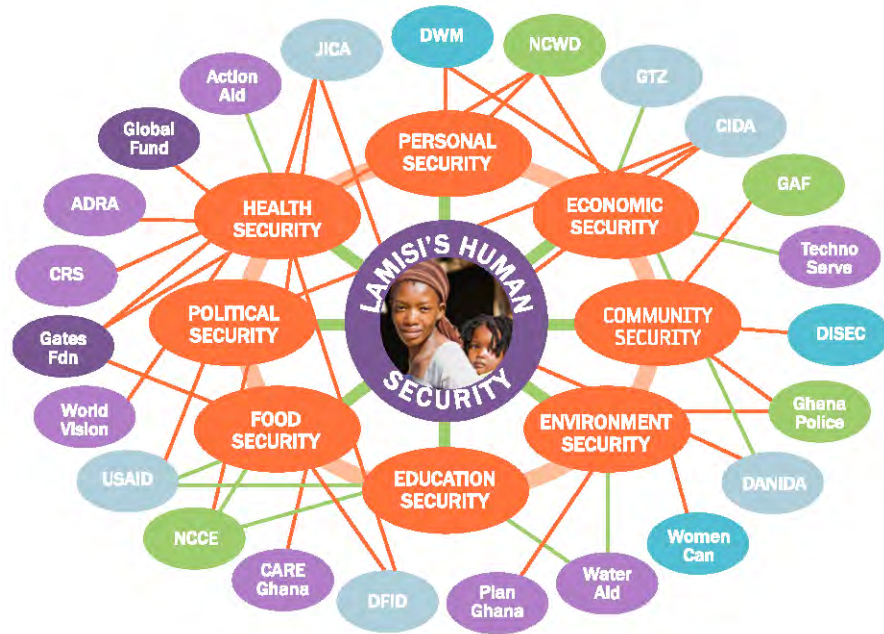 JICA
DWM
NCWD
GTZ
CIDA
GAF
Techno
Serve
DISEC
Ghana
Police
DANIDA
Women
Can
Water
Aid
Plan
Ghana
DFID
CARE
Ghana
NCCE
USAID
World
Vision
Gates
Fdn
CRS
ADRA
Global
Fund
Action
Aid
PERSONAL
SECURITY
ECONOMIC
SECURITY
COMMUNITY
SECURITY
ENVIRONMENT
SECURITY
EDUCATION
SECURITY
FOOD
SECURITY
POLITICAL
SECURITY
HEALTH
SECURITY
LAMISI'S HUMAN
SECURITY